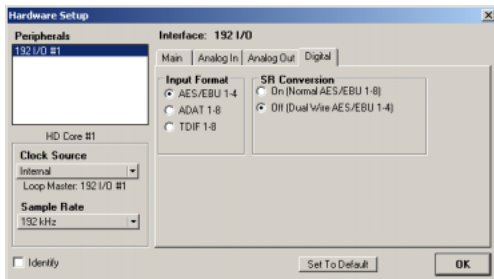 Hardware Setup
Peripherals
192 I/O #1
HD Core #1
Clock Source
Internal
Loop Master: 192 I/O #1
Sample Rate
192 kHz
Identify
Interface: 192 I/O
Main
Analog In
Analog Out
Digital
Input Format
AES/EBU 1-4
ADAT 1-8
TDIF 1-8
SR Conversion
On (Normal AES/EBU 1-8)
Off (Dual Wire AES/EBU 1-4)
Set To Default
OK